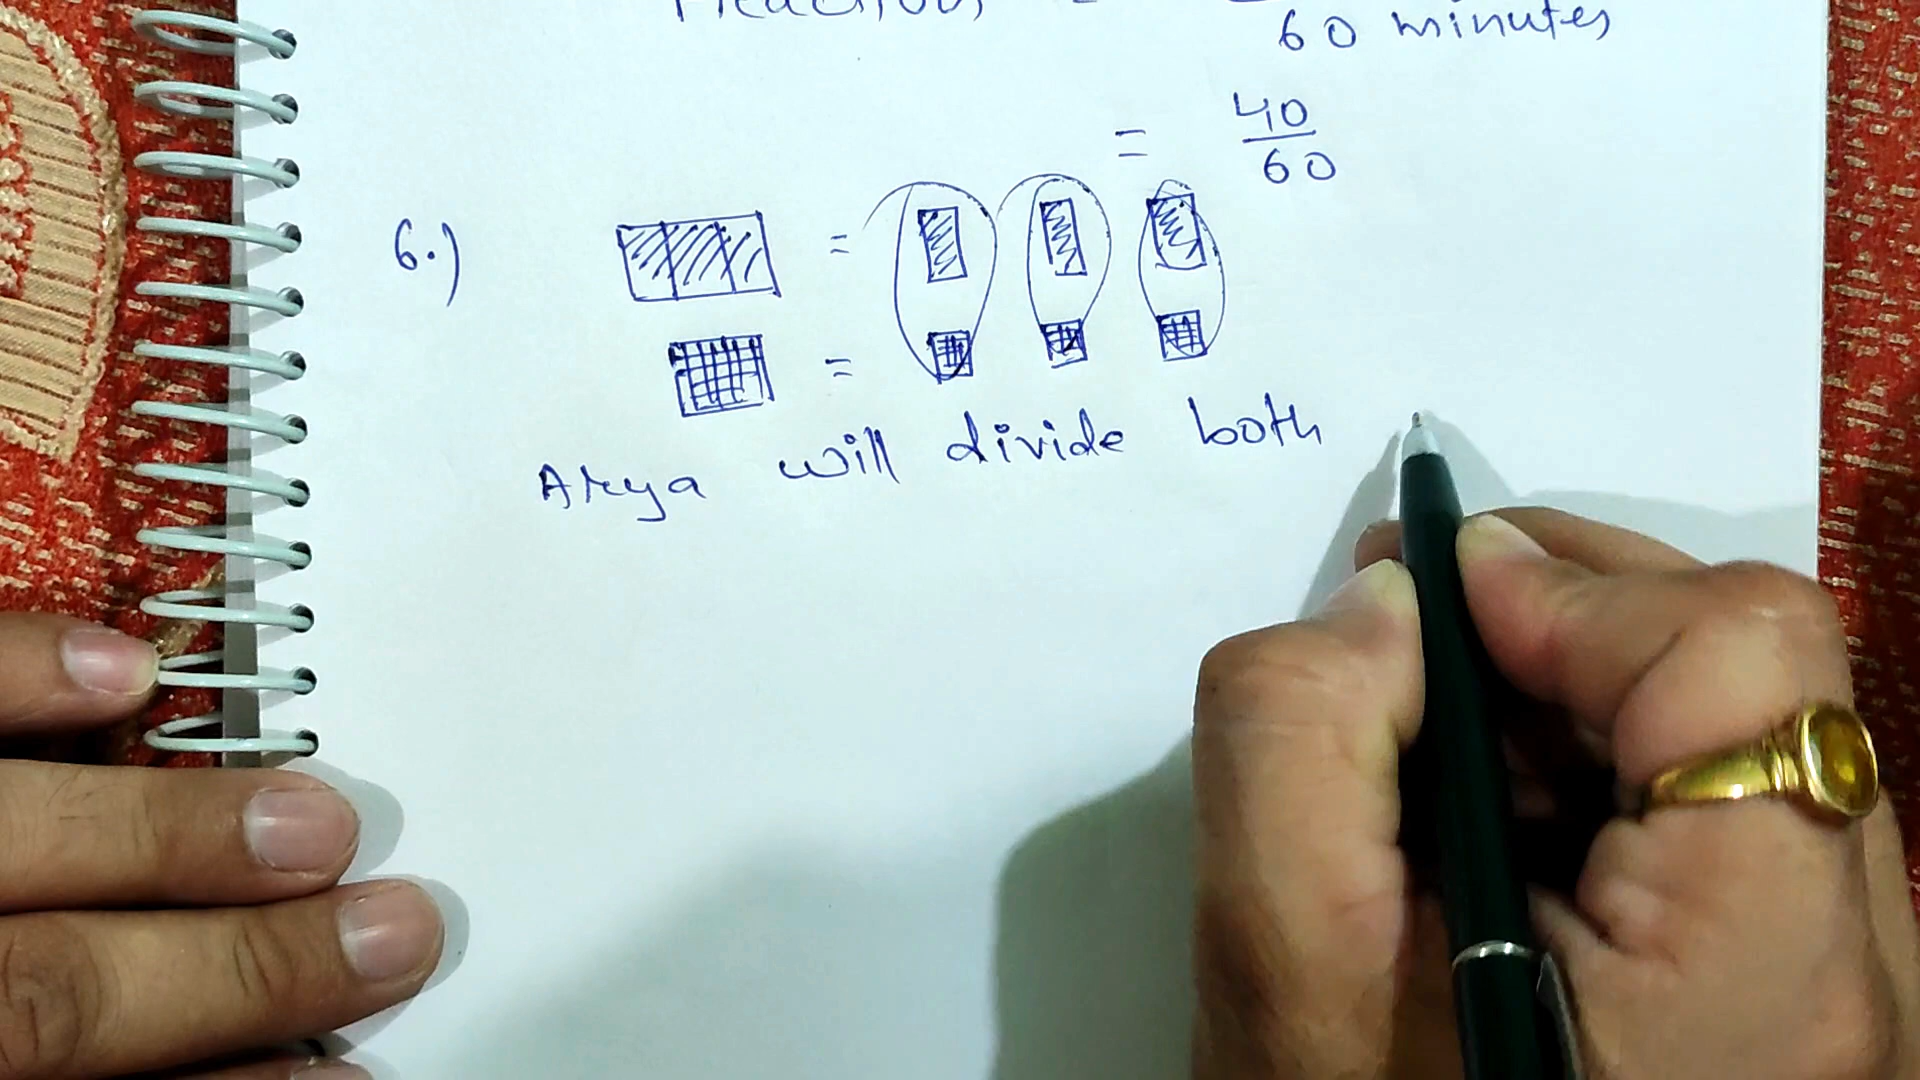 =
60 minutes
= 40/60
6.) =
=
Arya will divide both